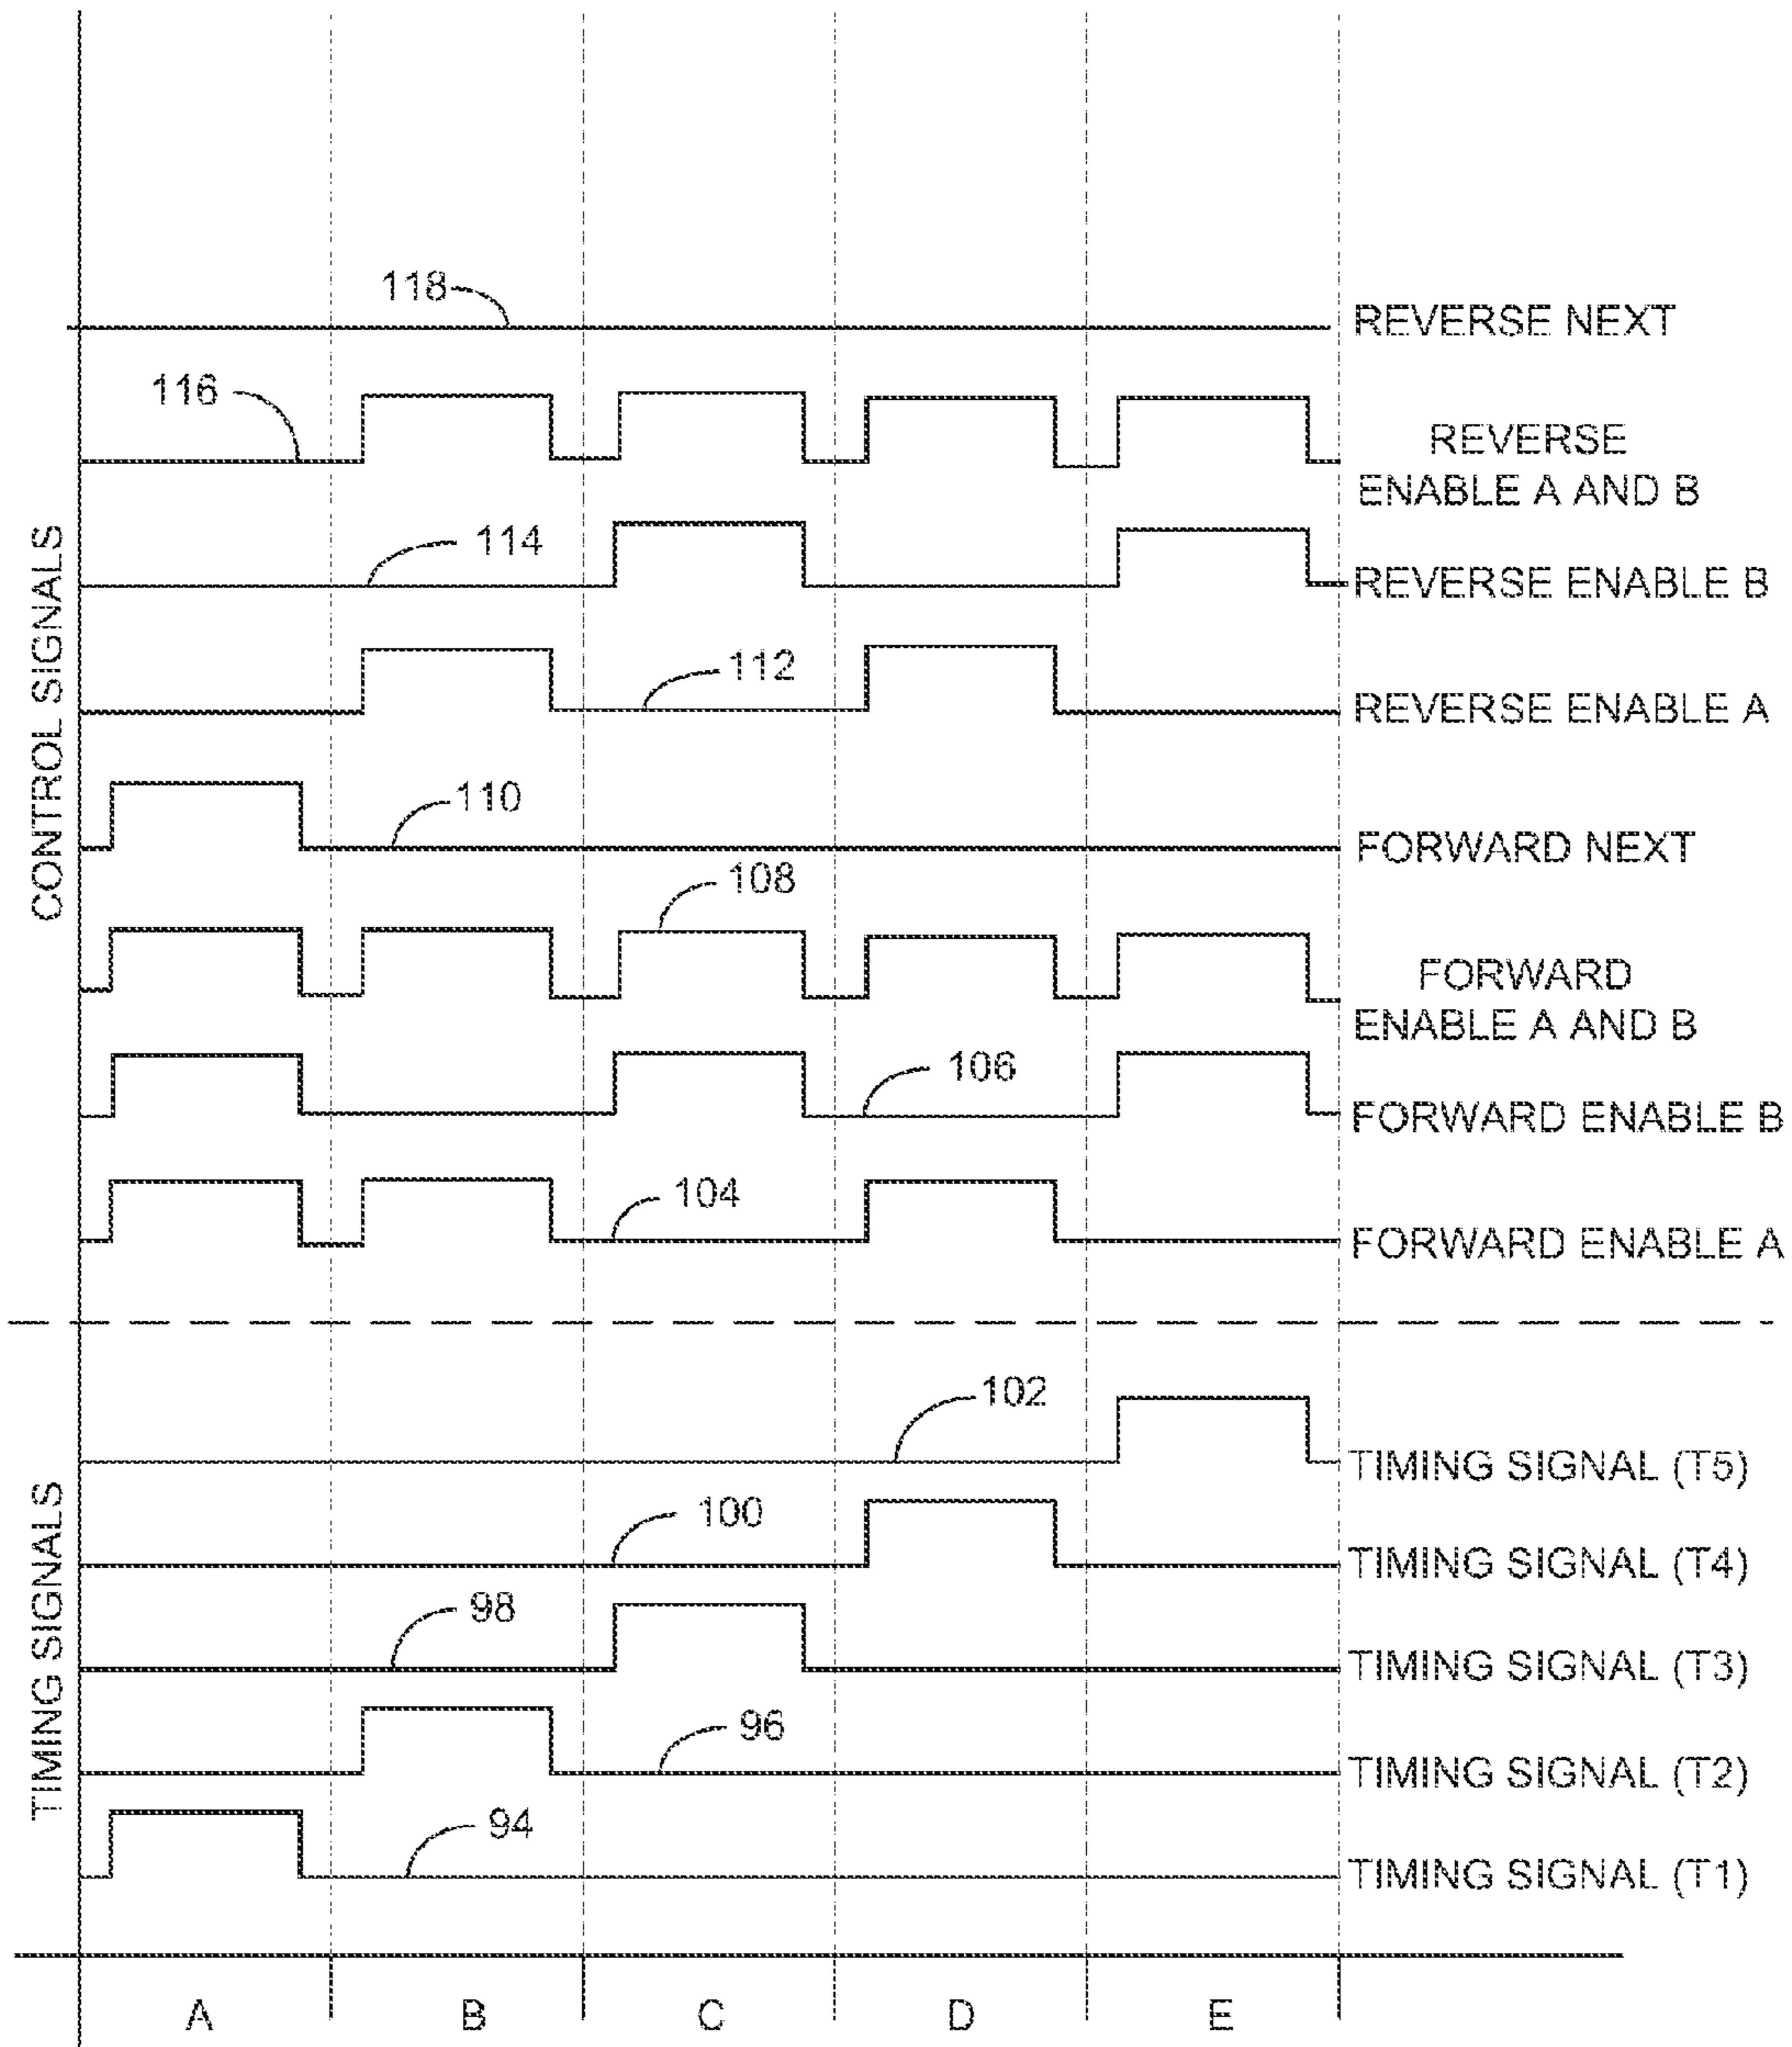 118
REVERSE NEXT
116
REVERSE
ENABLE A AND B
114
REVERSE ENABLE B
112
REVERSE ENABLE A
110
FORWARD NEXT
108
FORWARD
ENABLE A AND B
106
FORWARD ENABLE B
104
FORWARD ENABLE A
CONTROL SIGNALS
102
TIMING SIGNAL (T5)
100
TIMING SIGNAL (T4)
98
TIMING SIGNAL (T3)
96
TIMING SIGNAL (T2)
94
TIMING SIGNAL (T1)
TIMING SIGNALS
A B C D E